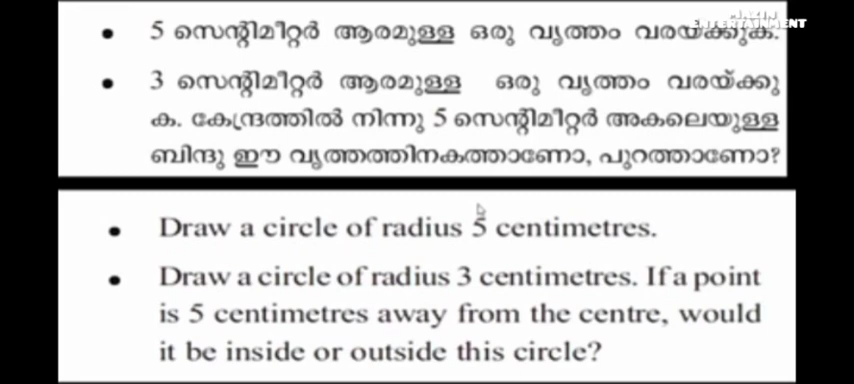 MAZIN
ENTERTAINMENT
• 5 സെന്റിമീറ്റർ ആരമുള്ള ഒരു വൃത്തം വരയ്ക്കുക.
• 3 സെന്റിമീറ്റർ ആരമുള്ള ഒരു വൃത്തം വരയ്ക്കു
ക. കേന്ദ്രത്തിൽ നിന്നു 5 സെന്റിമീറ്റർ അകലെയുള്ള
ബിന്ദു ഈ വൃത്തത്തിനകത്താണോ, പുറത്താണോ?
• Draw a circle of radius 5 centimetres.
• Draw a circle of radius 3 centimetres. If a point
is 5 centimetres away from the centre, would
it be inside or outside this circle?